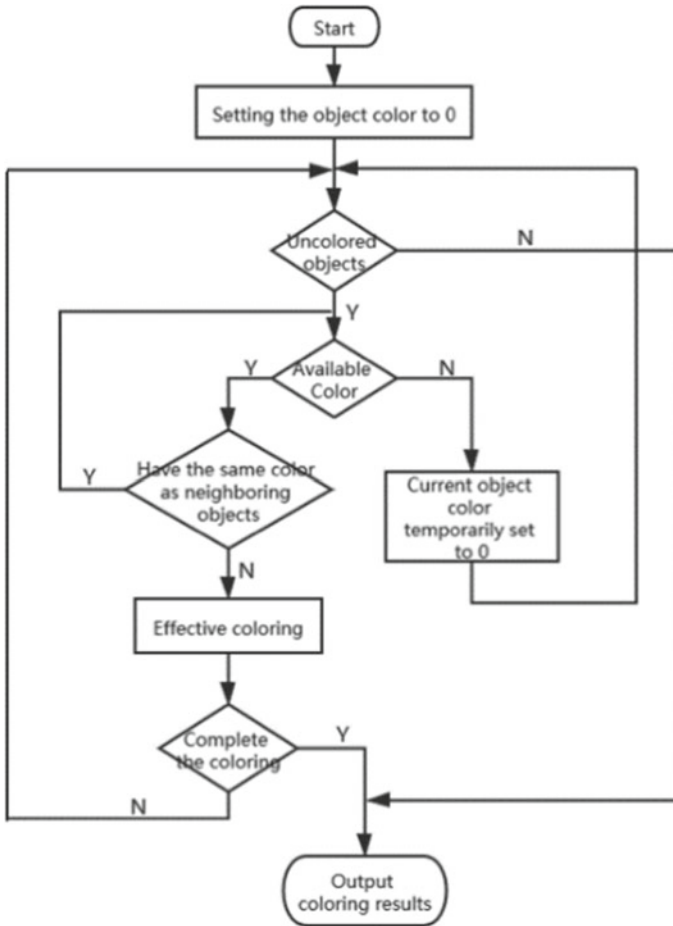 Start
Setting the object color to 0
Uncolored
objects
N
Y
Available
Color
Y
N
Have the same color
as neighboring
objects
Y
Current object
color
temporarily set
to 0
N
Effective coloring
Complete
the coloring
Y
N
Output
coloring results